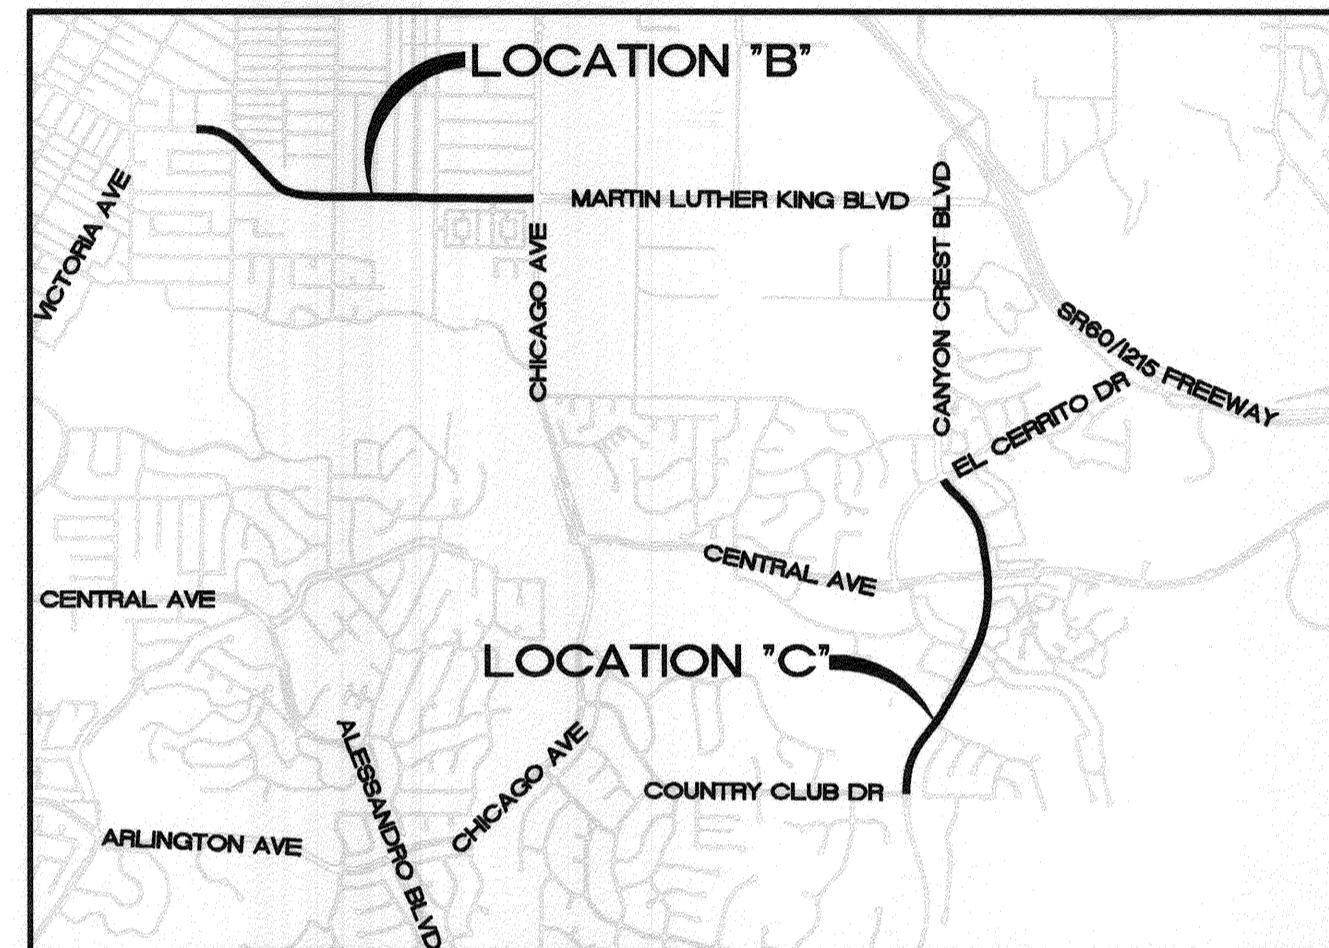 LOCATION "B"
MARTIN LUTHER KING BLVD
VICTORIA AVE
CHICAGO AVE
CANYON CREST BLVD
SR60/I215 FREEWAY
EL CERRITO DR
CENTRAL AVE
CENTRAL AVE
LOCATION "C"
ALESSANDRO BLVD
CHICAGO AVE
COUNTRY CLUB DR
ARLINGTON AVE